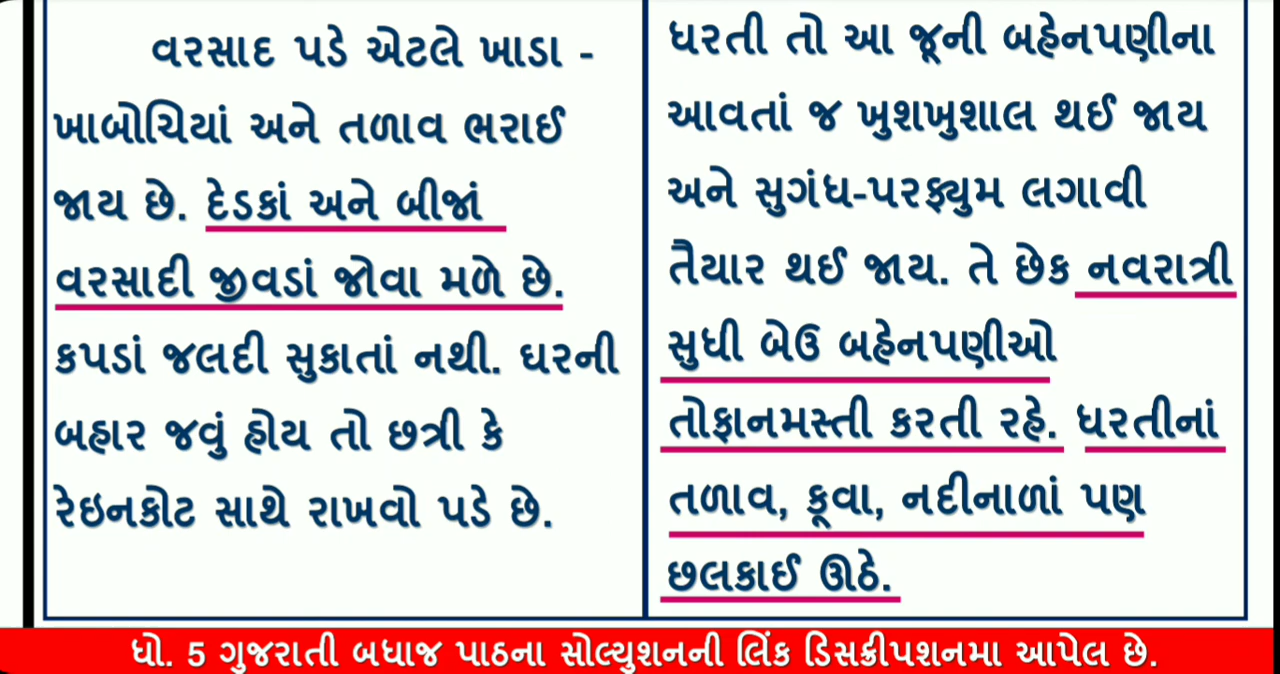 વરસાદ પડે એટલે ખાડા -
ખાબોચિયાં અને તળાવ ભરાઈ
જાય છે. દેડકાં અને બીજાં
વરસાદી જીવડાં જોવા મળે છે.
કપડાં જલદી સુકાતાં નથી. ઘરની
બહાર જવું હોય તો છત્રી કે
રેઇનકોટ સાથે રાખવો પડે છે.
ધરતી તો આ જૂની બહેનપણીના
આવતાં જ ખુશખુશાલ થઈ જાય
અને સુગંધ-પરફ્યુમ લગાવી
તૈયાર થઈ જાય. તે છેક નવરાત્રી
સુધી બેઉ બહેનપણીઓ
તોફાનમસ્તી કરતી રહે. ધરતીનાં
તળાવ, કૂવા, નદીનાળાં પણ
છલકાઈ ઊઠે.
ધો. 5 ગુજરાતી બધાજ પાઠના સોલ્યુશનની લિંક ડિસક્રીપશનમા આપેલ છે.